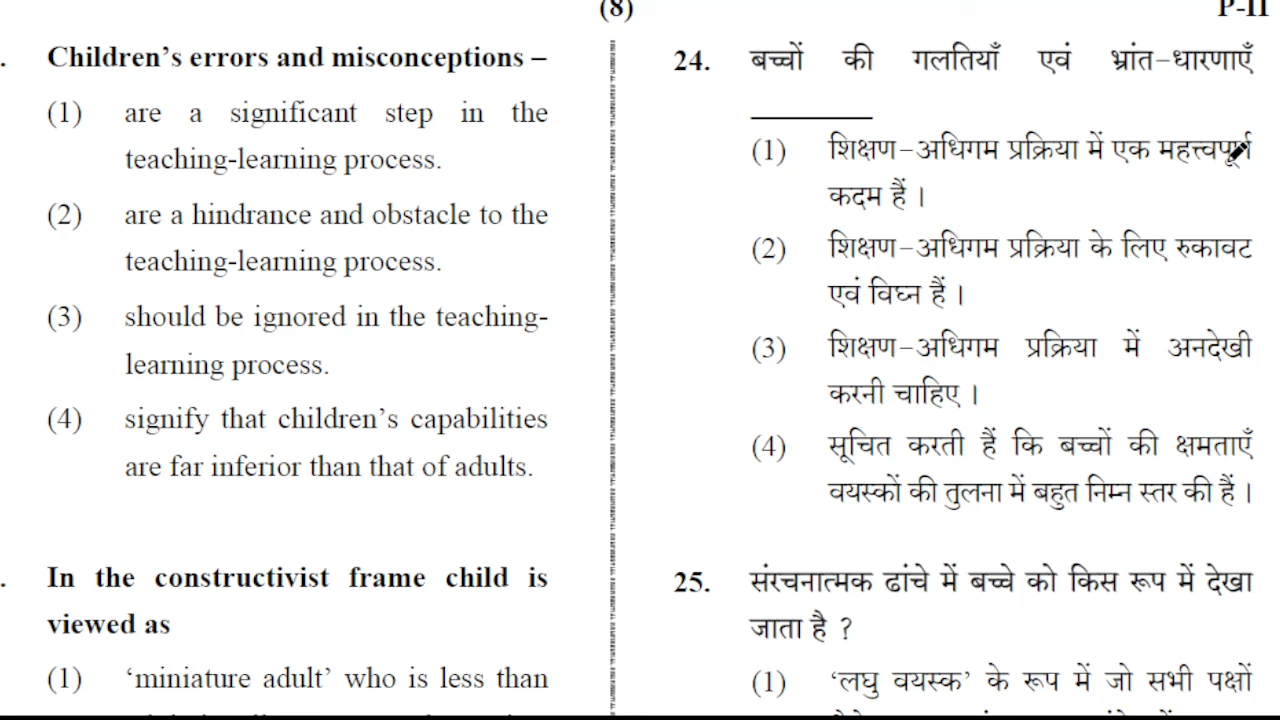 (8)
P-II
. Children's errors and misconceptions –
(1) are a significant step in the
teaching-learning process.
(2) are a hindrance and obstacle to the
teaching-learning process.
(3) should be ignored in the teaching-
learning process.
(4) signify that children's capabilities
are far inferior than that of adults.
. In the constructivist frame child is
viewed as
(1) 'miniature adult' who is less than
24. बच्चों की गलतियाँ एवं भ्रांत-धारणाएँ
____________
(1) शिक्षण-अधिगम प्रक्रिया में एक महत्त्वपूर्ण
कदम हैं ।
(2) शिक्षण-अधिगम प्रक्रिया के लिए रुकावट
एवं विघ्न हैं ।
(3) शिक्षण-अधिगम प्रक्रिया में अनदेखी
करनी चाहिए ।
(4) सूचित करती हैं कि बच्चों की क्षमताएँ
वयस्कों की तुलना में बहुत निम्न स्तर की हैं ।
25. संरचनात्मक ढांचे में बच्चे को किस रूप में देखा
जाता है ?
(1) 'लघु वयस्क' के रूप में जो सभी पक्षों